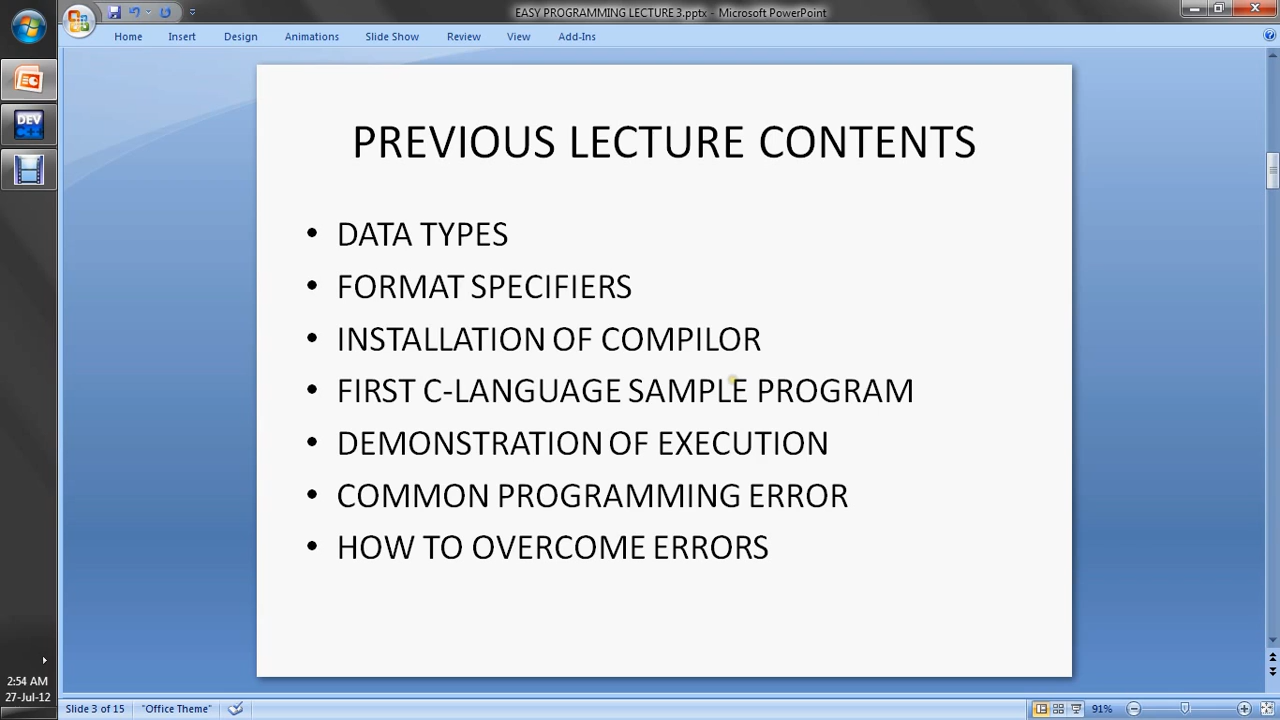 EASY PROGRAMMING LECTURE 3.pptx - Microsoft PowerPoint
Home Insert Design Animations Slide Show Review View Add-Ins
PREVIOUS LECTURE CONTENTS
• DATA TYPES
• FORMAT SPECIFIERS
• INSTALLATION OF COMPILOR
• FIRST C-LANGUAGE SAMPLE PROGRAM
• DEMONSTRATION OF EXECUTION
• COMMON PROGRAMMING ERROR
• HOW TO OVERCOME ERRORS
DEV
2:54 AM
27-Jul-12
Slide 3 of 15 "Office Theme" 91%